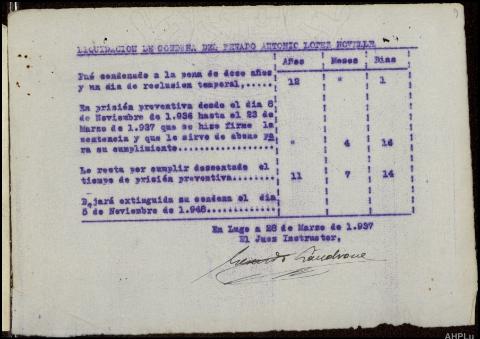 LIQUIDACION DE CONDENA DEL PENADO ANTONIO LOPEZ NOVELLE
Años Meses Dias
Fué condenado a la pena de doce años
y un dia de reclusion temporal,..... 12 " 1
En prisión preventiva desde el dia 8
de Noviembre de 1.936 hasta el 23 de
Marzo de 1.937 que se hizo firme la
sentencia y que le sirve de abono pa
ra su cumplimiento.................. " 4 16
Le resta por cumplir descontado el
tiempo de prisión preventiva....... 11 7 14
Bajará extinguida su condena el dia
5 de Noviembre de 1.948.............
En Lugo a 28 de Marzo de 1.937
El Juez Instructor,
AHPLu